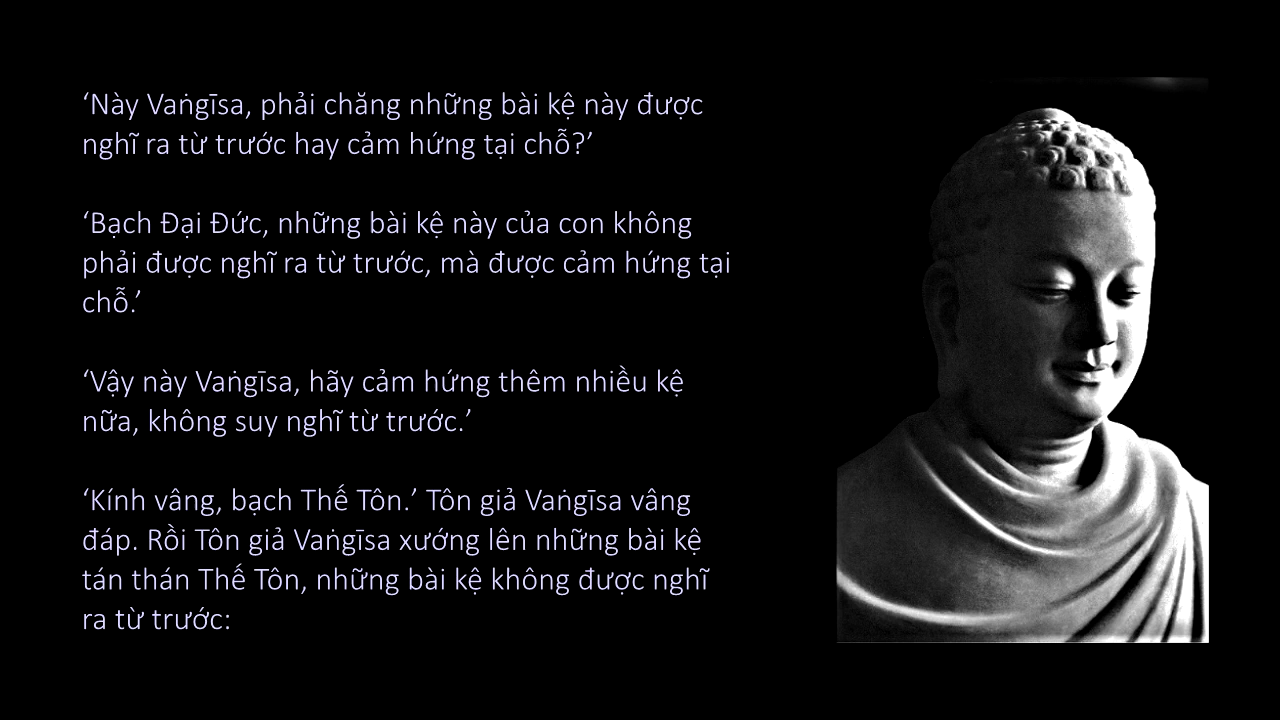 ‘Này Vaṅgīsa, phải chăng những bài kệ này được
nghĩ ra từ trước hay cảm hứng tại chỗ?’
‘Bạch Đại Đức, những bài kệ này của con không
phải được nghĩ ra từ trước, mà được cảm hứng tại
chỗ.’
‘Vậy này Vaṅgīsa, hãy cảm hứng thêm nhiều kệ
nữa, không suy nghĩ từ trước.’
‘Kính vâng, bạch Thế Tôn.’ Tôn giả Vaṅgīsa vâng
đáp. Rồi Tôn giả Vaṅgīsa xướng lên những bài kệ
tán thán Thế Tôn, những bài kệ không được nghĩ
ra từ trước: